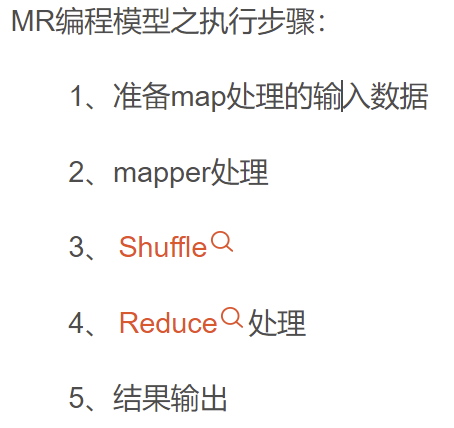 MR编程模型之执行步骤：
1、准备map处理的输入数据
2、mapper处理
3、Shuffle
4、Reduce处理
5、结果输出